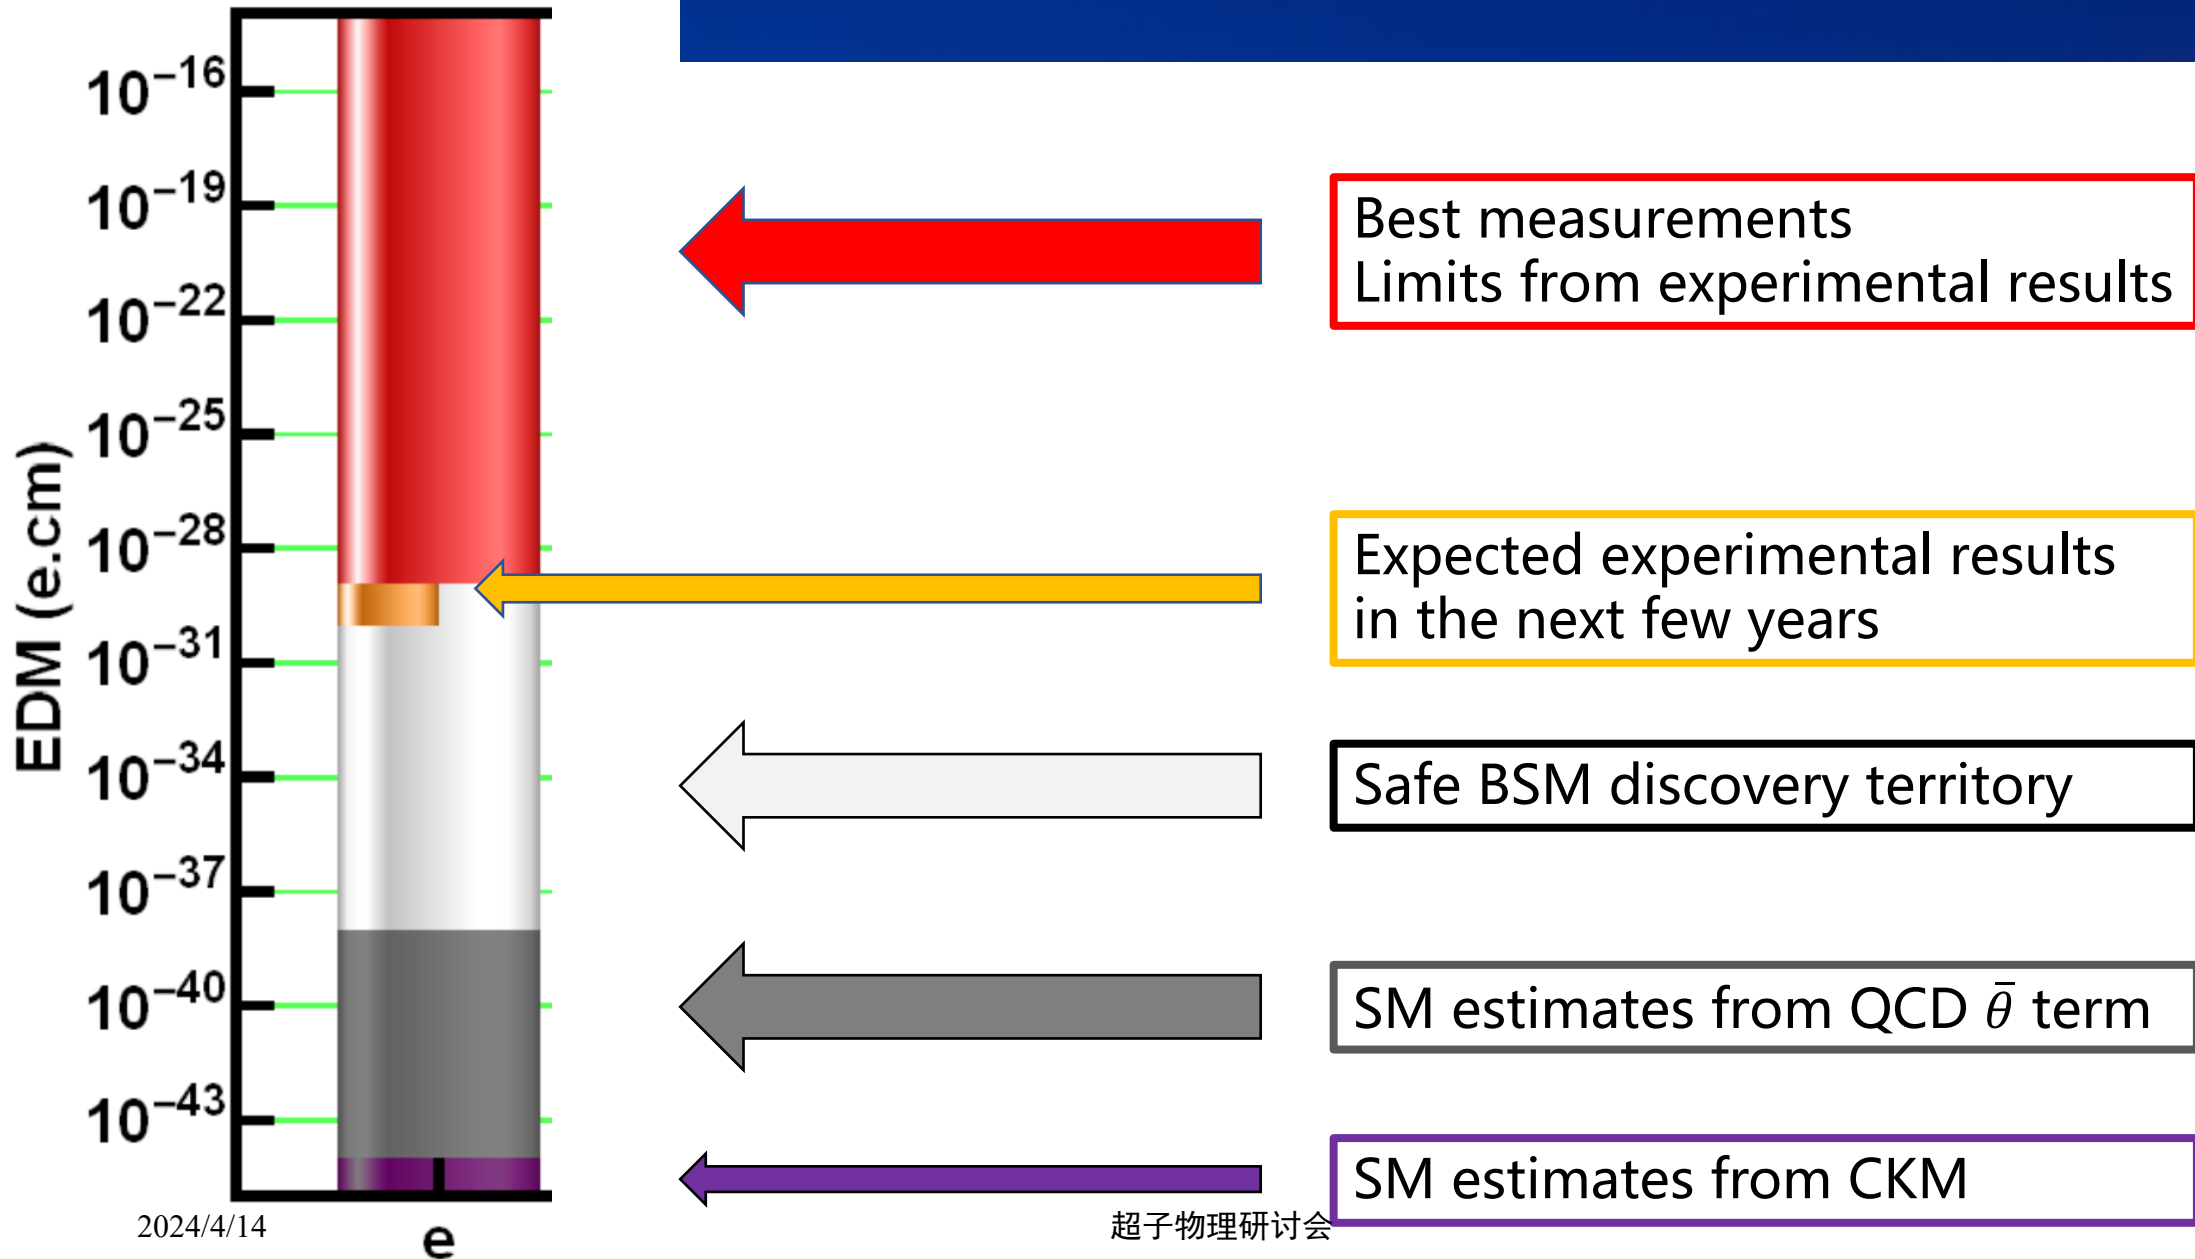 10⁻¹⁶
10⁻¹⁹
10⁻²²
10⁻²⁵
10⁻²⁸
10⁻³¹
10⁻³⁴
10⁻³⁷
10⁻⁴⁰
10⁻⁴³
EDM (e.cm)
e
Best measurements
Limits from experimental results
Expected experimental results
in the next few years
Safe BSM discovery territory
SM estimates from QCD θ̄ term
SM estimates from CKM
2024/4/14
超子物理研讨会